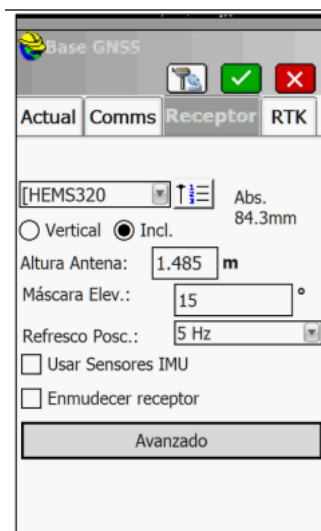 Base GNSS
Actual Comms Receptor RTK
[HEMS320 Abs.
84.3mm
Vertical Incl.
Altura Antena: 1.485 m
Máscara Elev.: 15 °
Refresco Posc.: 5 Hz
Usar Sensores IMU
Enmudecer receptor
Avanzado